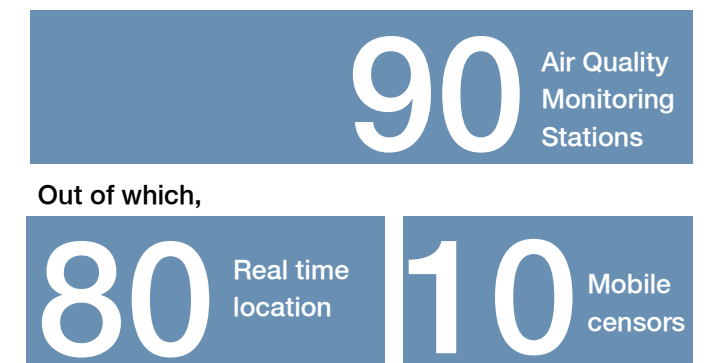 90
Air Quality
Monitoring
Stations
Out of which,
80
Real time
location
10
Mobile
censors